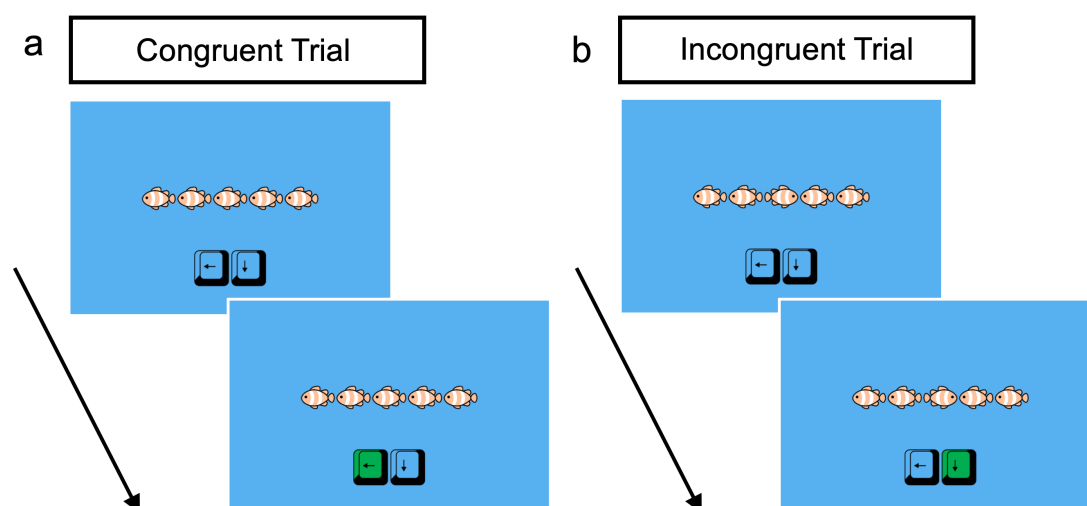 a
Congruent Trial
b
Incongruent Trial
←
↓
←
↓
←
↓
←
↓